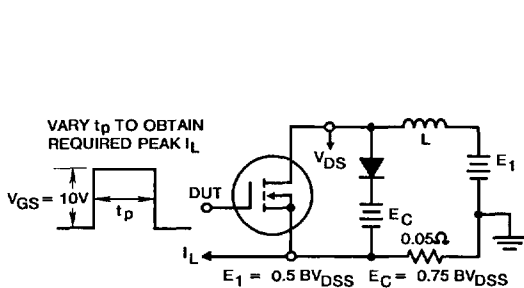 VARY tp TO OBTAIN
REQUIRED PEAK IL
VGS = 10V
tp
DUT
VDS
L
E1
EC
0.05Ω
IL
E1 = 0.5 BVDSS EC = 0.75 BVDSS